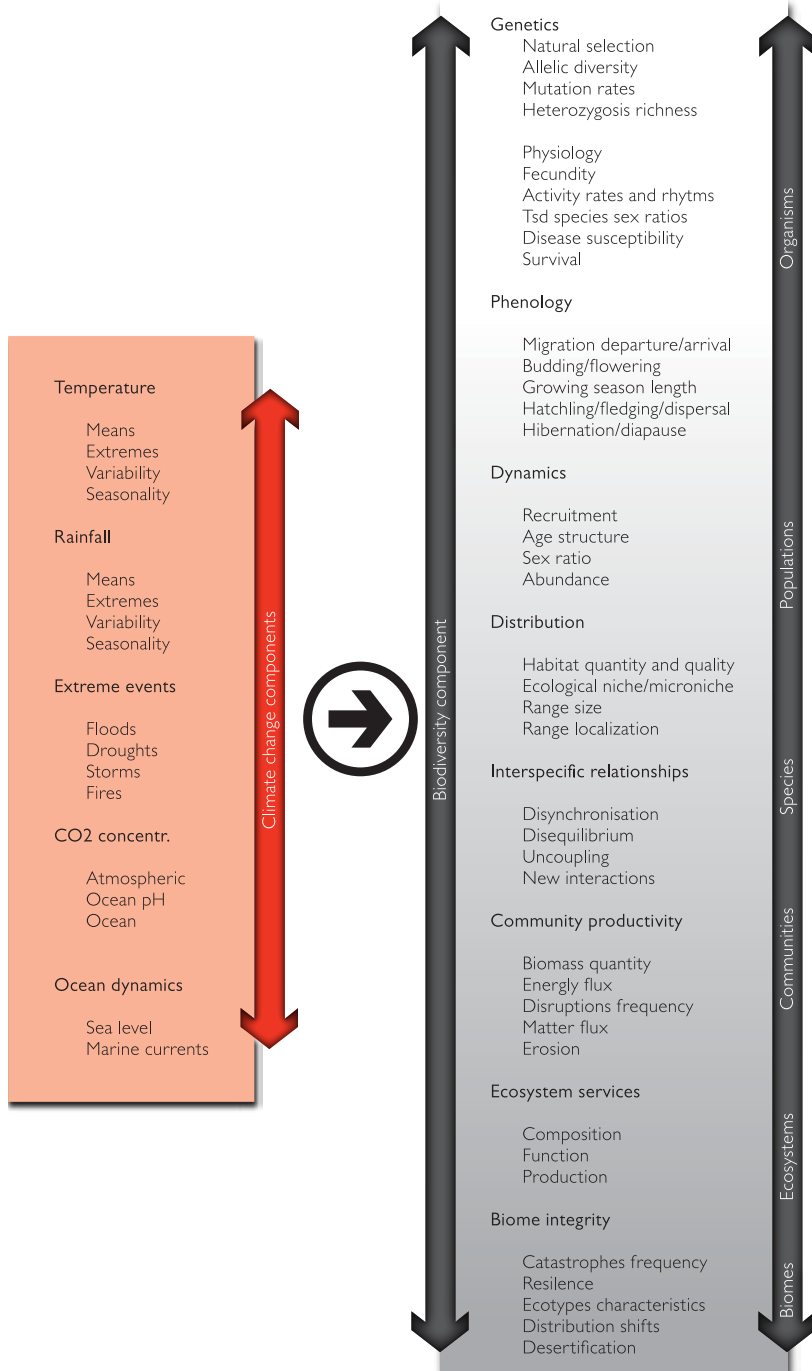 Temperature
Means
Extremes
Variability
Seasonality
Rainfall
Means
Extremes
Variability
Seasonality
Extreme events
Floods
Droughts
Storms
Fires
CO2 concentr.
Atmospheric
Ocean pH
Ocean
Ocean dynamics
Sea level
Marine currents
Climate change components
Biodiversity component
Genetics
Natural selection
Allelic diversity
Mutation rates
Heterozygosis richness
Physiology
Fecundity
Activity rates and rhytms
Tsd species sex ratios
Disease susceptibility
Survival
Phenology
Migration departure/arrival
Budding/flowering
Growing season length
Hatchling/fledging/dispersal
Hibernation/diapause
Dynamics
Recruitment
Age structure
Sex ratio
Abundance
Distribution
Habitat quantity and quality
Ecological niche/microniche
Range size
Range localization
Interspecific relationships
Disynchronisation
Disequilibrium
Uncoupling
New interactions
Community productivity
Biomass quantity
Energly flux
Disruptions frequency
Matter flux
Erosion
Ecosystem services
Composition
Function
Production
Biome integrity
Catastrophes frequency
Resilence
Ecotypes characteristics
Distribution shifts
Desertification
Organisms
Populations
Species
Communities
Ecosystems
Biomes